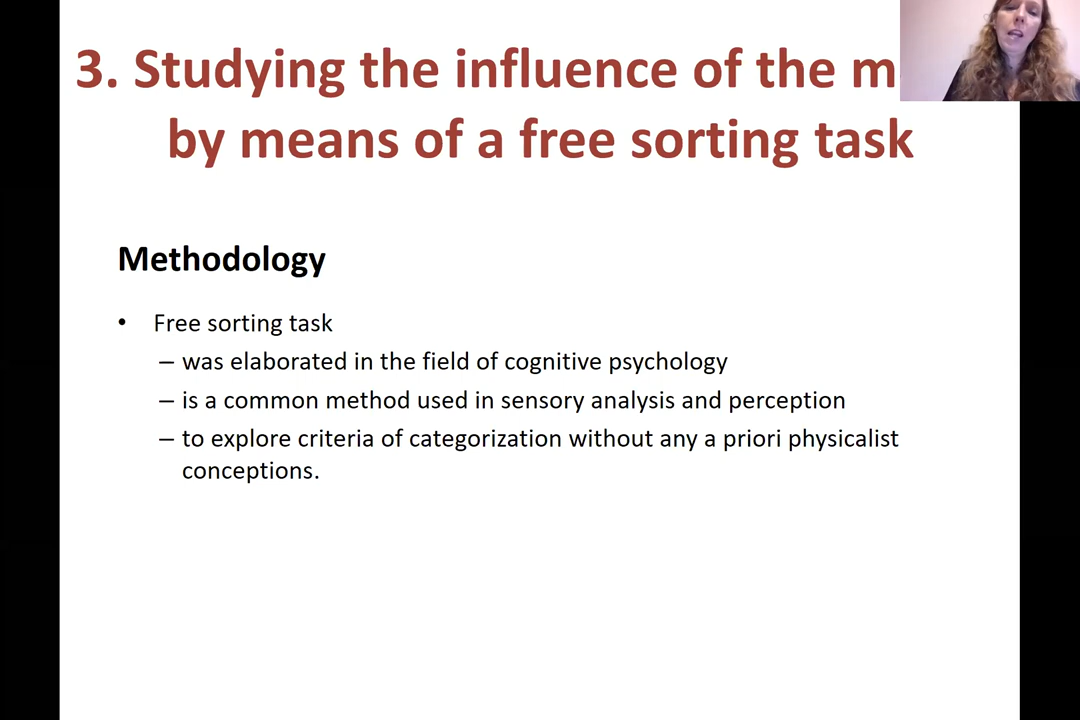 3. Studying the influence of the
by means of a free sorting task
Methodology
• Free sorting task
– was elaborated in the field of cognitive psychology
– is a common method used in sensory analysis and perception
– to explore criteria of categorization without any a priori physicalist
conceptions.